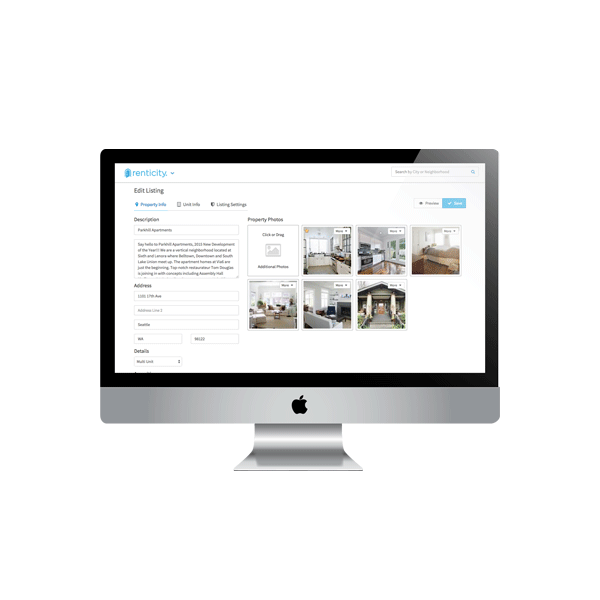 renticity.
Search by City or Neighborhood
Edit Listing
Property Info
Unit Info
Listing Settings
Preview
Save
Description
Property Photos
ParkHill Apartments
Say hello to ParkHill Apartments, 2015 New Development
of the Year!!! We are a vertical neighborhood located at
Sixth and Lenora where Belltown, Downtown and South
Lake Union meet up. The apartment homes at Via6 are
just the beginning. Top-notch restaurateur Tom Douglas
is joining in with concepts including Assembly Hall
Click or Drag
Additional Photos
More
More
More
More
More
More
Address
1101 17th Ave
Address Line 2
Seattle
WA
98122
Details
Multi Unit